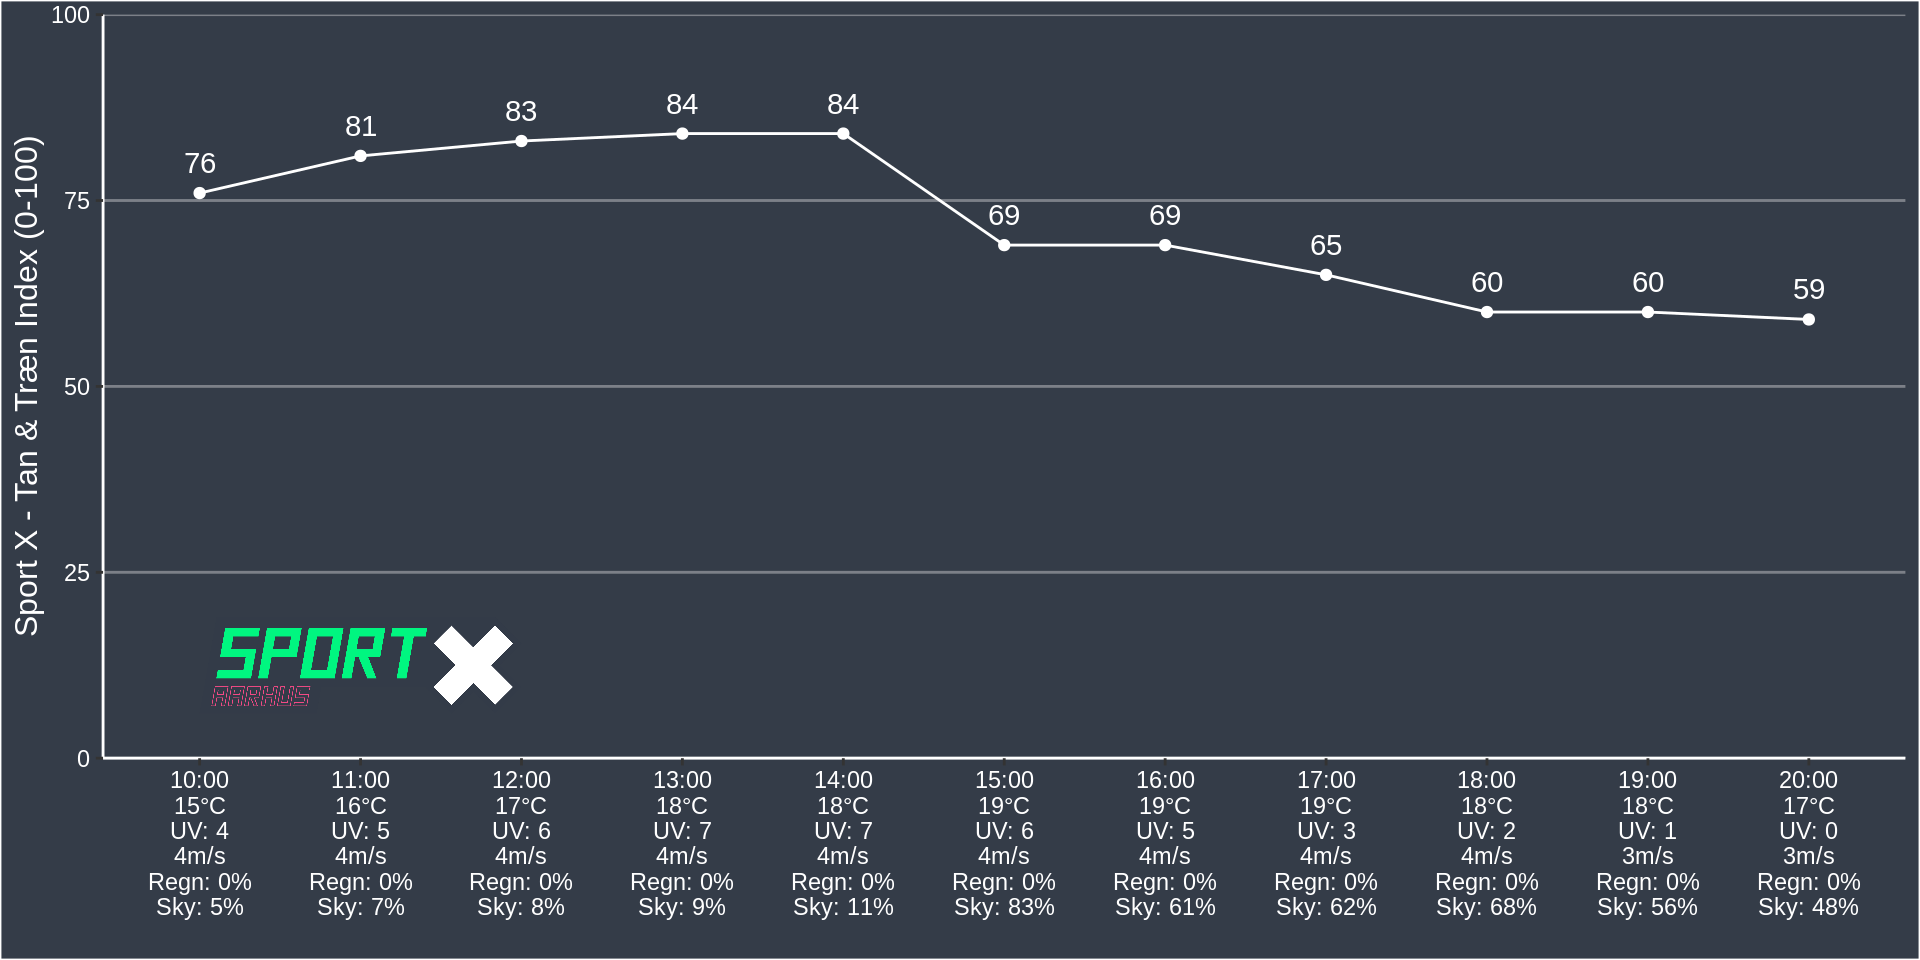 Sport X - Tan & Træn Index (0-100)
100
75
50
25
0
76
81
83
84
84
69
69
65
60
60
59
SPORT X
AARHUS
10:00 11:00 12:00 13:00 14:00 15:00 16:00 17:00 18:00 19:00 20:00
15°C 16°C 17°C 18°C 18°C 19°C 19°C 19°C 18°C 18°C 17°C
UV: 4 UV: 5 UV: 6 UV: 7 UV: 7 UV: 6 UV: 5 UV: 3 UV: 2 UV: 1 UV: 0
4m/s 4m/s 4m/s 4m/s 4m/s 4m/s 4m/s 4m/s 4m/s 3m/s 3m/s
Regn: 0% Regn: 0% Regn: 0% Regn: 0% Regn: 0% Regn: 0% Regn: 0% Regn: 0% Regn: 0% Regn: 0% Regn: 0%
Sky: 5% Sky: 7% Sky: 8% Sky: 9% Sky: 11% Sky: 83% Sky: 61% Sky: 62% Sky: 68% Sky: 56% Sky: 48%